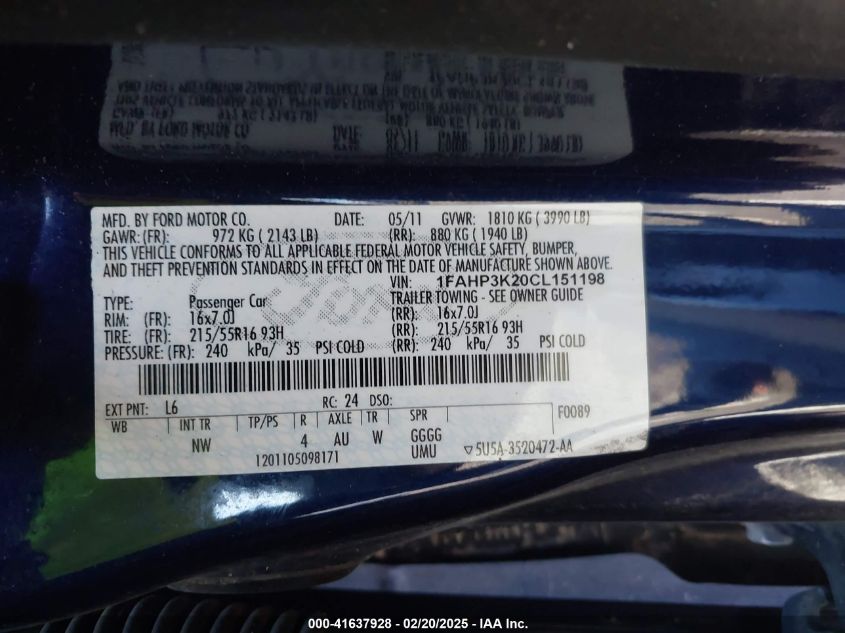 MFD. BY FORD MOTOR CO. DATE: 05/11 GVWR: 1810 KG ( 3990 LB)
GAWR: (FR): 972 KG ( 2143 LB) (RR): 880 KG ( 1940 LB)
THIS VEHICLE CONFORMS TO ALL APPLICABLE FEDERAL MOTOR VEHICLE SAFETY, BUMPER,
AND THEFT PREVENTION STANDARDS IN EFFECT ON THE DATE OF MANUFACTURE SHOWN ABOVE.
VIN: 1FAHP3K20CL151198
TYPE: Passenger Car TRAILER TOWING - SEE OWNER GUIDE
RIM: (FR): 16x7.0J (RR): 16x7.0J
TIRE: (FR): 215/55R16 93H (RR): 215/55R16 93H
PRESSURE: (FR): 240 kPa/ 35 PSI COLD (RR): 240 kPa/ 35 PSI COLD
EXT PNT: L6 RC: 24 DSO: F0089
WB INT TR TP/PS R AXLE TR SPR
NW 4 AU W GGGG
UMU
1201105098171 ▽5U5A-3520472-AA
000-41637928 - 02/20/2025 - IAA Inc.